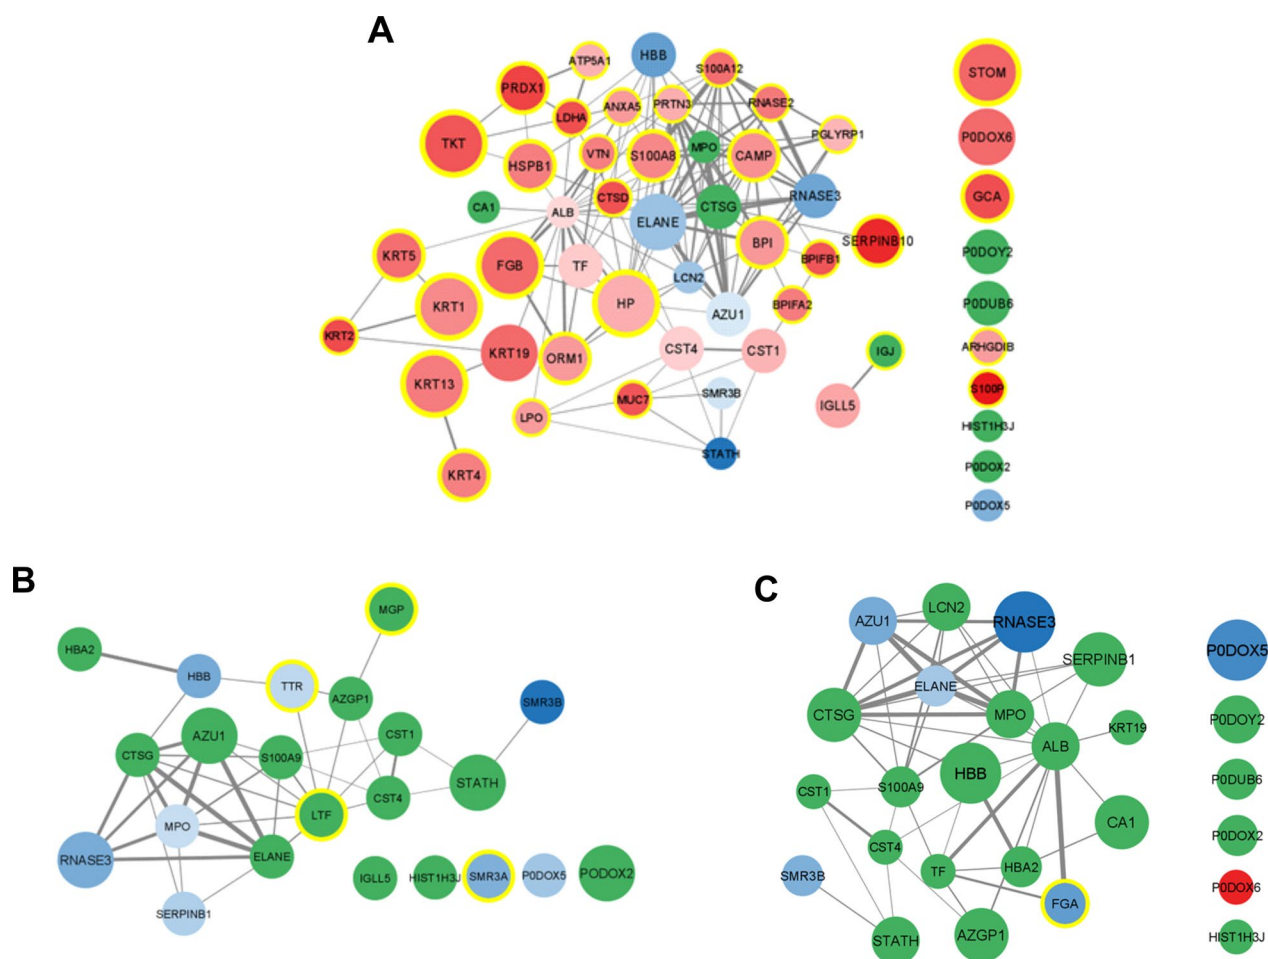 A
HBB
ATP5A1
S100A12
STOM
PRDX1
ANXA5
PRTN3
RNASE2
LDHA
PGLYRP1
P0DOX6
TKT
VTN
S100A8
MPO
CAMP
HSPB1
CTSD
RNASE3
GCA
CA1
ALB
ELANE
CTSG
SERPINB10
KRT5
FGB
TF
BPI
BPIFB1
P0DOY2
LCN2
KRT1
HP
BPIFA2
P0DUB6
AZU1
KRT2
KRT19
ORM1
CST4
CST1
IGJ
ARHGDIB
KRT13
MUC7
SMR3B
IGLL5
S100P
LPO
HIST1H3J
STATH
KRT4
P0DOX2
P0DOX5
B
MGP
HBA2
HBB
TTR
AZGP1
SMR3B
AZU1
CST1
CTSG
S100A9
STATH
CST4
MPO
LTF
RNASE3
ELANE
IGLL5
HIST1H3J
SMR3A
P0DOX5
PODOX2
SERPINB1
C
AZU1
LCN2
RNASE3
SERPINB1
P0DOX5
ELANE
CTSG
MPO
KRT19
P0DOY2
ALB
HBB
CST1
S100A9
P0DUB6
CA1
CST4
P0DOX2
SMR3B
TF
HBA2
P0DOX6
FGA
STATH
AZGP1
HIST1H3J